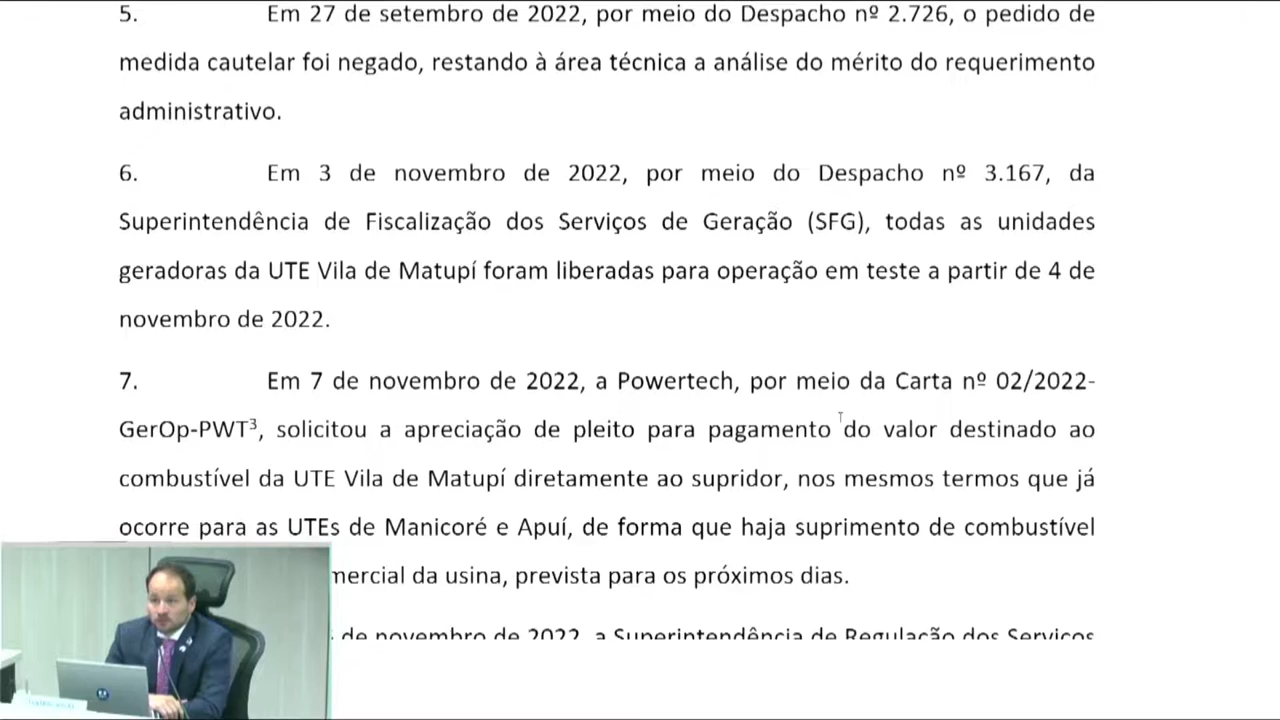 5. Em 27 de setembro de 2022, por meio do Despacho nº 2.726, o pedido de
medida cautelar foi negado, restando à área técnica a análise do mérito do requerimento
administrativo.
6. Em 3 de novembro de 2022, por meio do Despacho nº 3.167, da
Superintendência de Fiscalização dos Serviços de Geração (SFG), todas as unidades
geradoras da UTE Vila de Matupí foram liberadas para operação em teste a partir de 4 de
novembro de 2022.
7. Em 7 de novembro de 2022, a Powertech, por meio da Carta nº 02/2022-
GerOp-PWT³, solicitou a apreciação de pleito para pagamento do valor destinado ao
combustível da UTE Vila de Matupí diretamente ao supridor, nos mesmos termos que já
ocorre para as UTEs de Manicoré e Apuí, de forma que haja suprimento de combustível
mercial da usina, prevista para os próximos dias.
de novembro de 2022, a Superintendência de Regulação dos Serviços